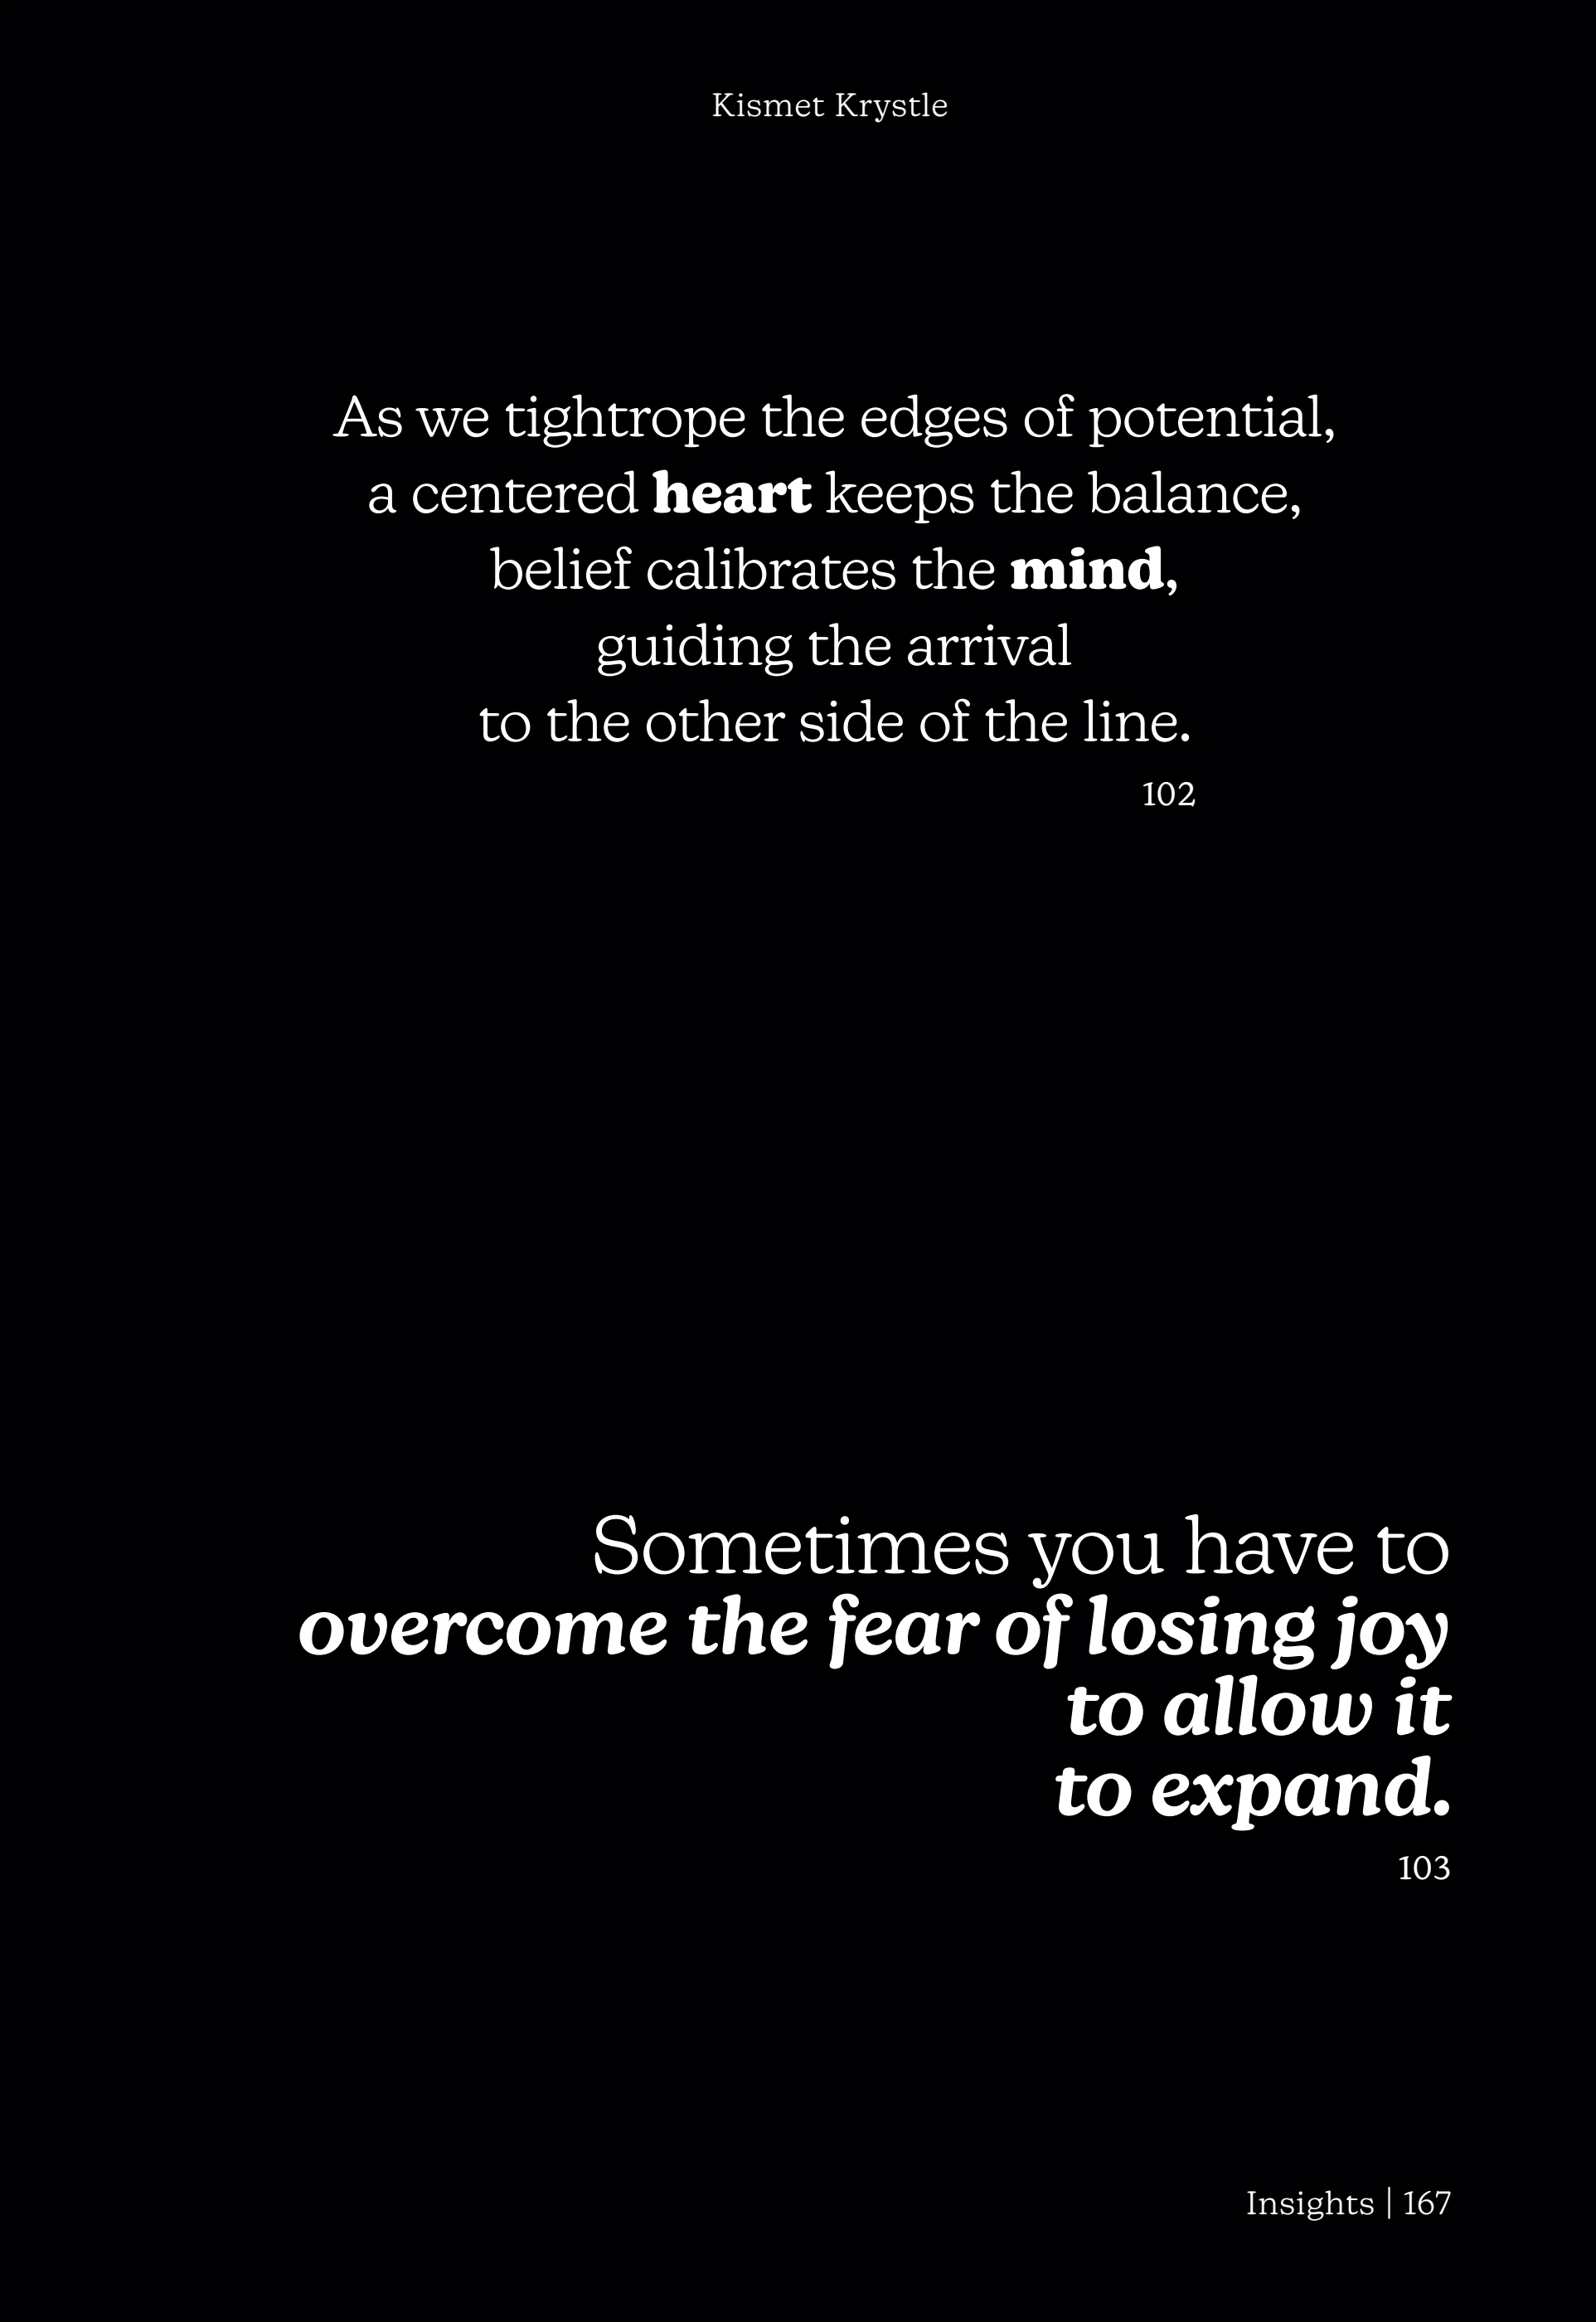 Kismet Krystle
As we tightrope the edges of potential,
a centered heart keeps the balance,
belief calibrates the mind,
guiding the arrival
to the other side of the line.
102
Sometimes you have to
overcome the fear of losing joy
to allow it
to expand.
103
Insights | 167